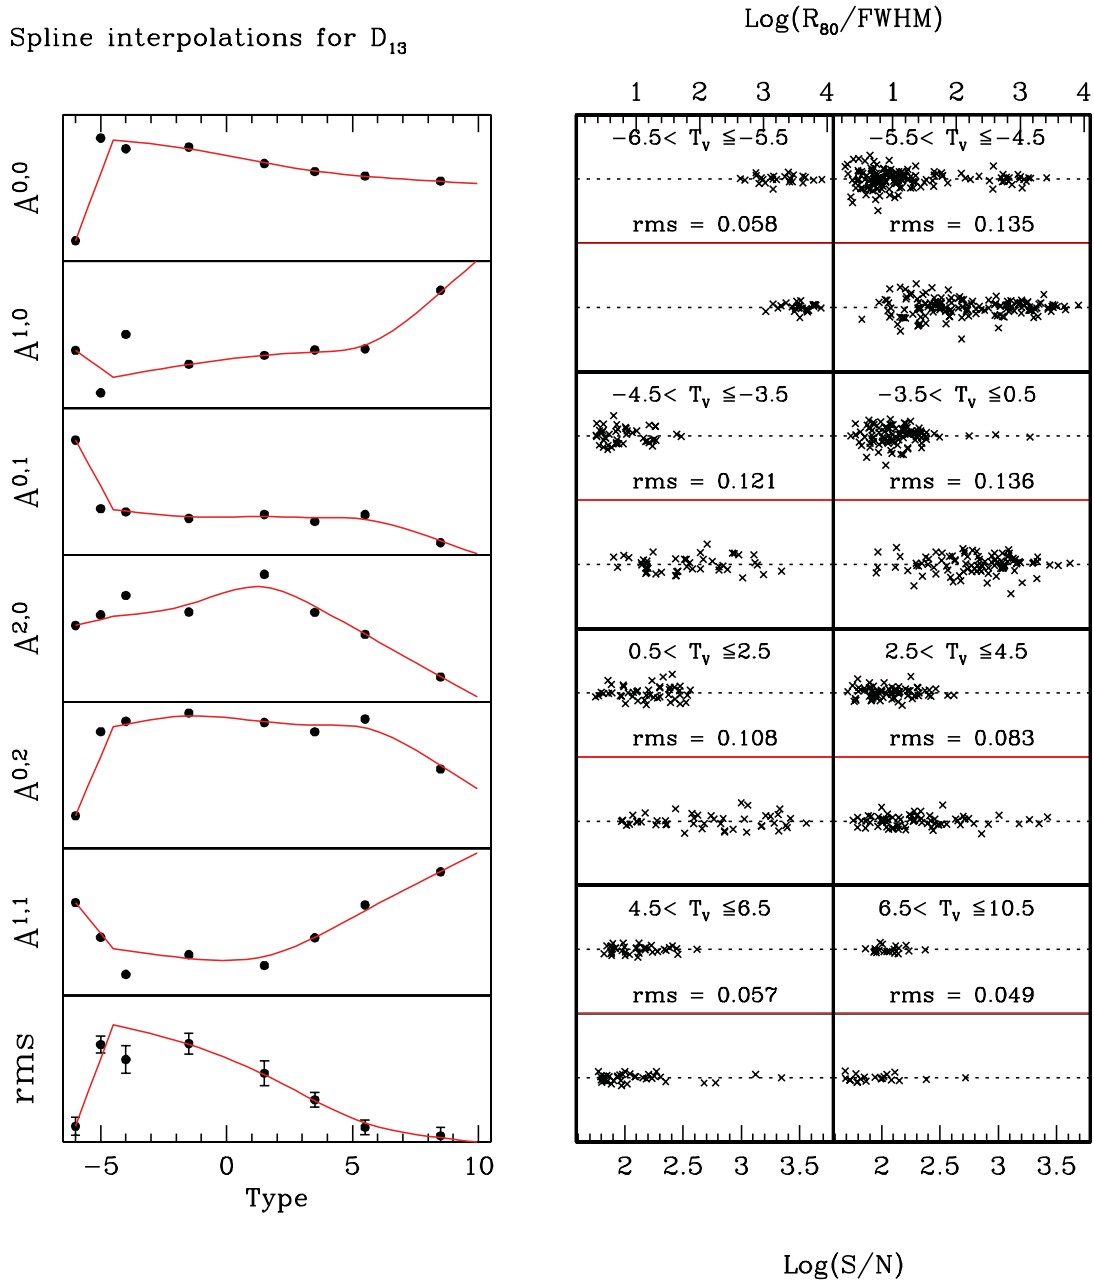 Spline interpolations for D13
A0,0
A1,0
A0,1
A2,0
A0,2
A1,1
rms
−5 0 5 10
Type
Log(R80/FWHM)
1 2 3 4 1 2 3 4
−6.5< TV ≦−5.5 −5.5< TV ≦−4.5
rms = 0.058 rms = 0.135
−4.5< TV ≦−3.5 −3.5< TV ≦0.5
rms = 0.121 rms = 0.136
0.5< TV ≦2.5 2.5< TV ≦4.5
rms = 0.108 rms = 0.083
4.5< TV ≦6.5 6.5< TV ≦10.5
rms = 0.057 rms = 0.049
2 2.5 3 3.5 2 2.5 3 3.5
Log(S/N)